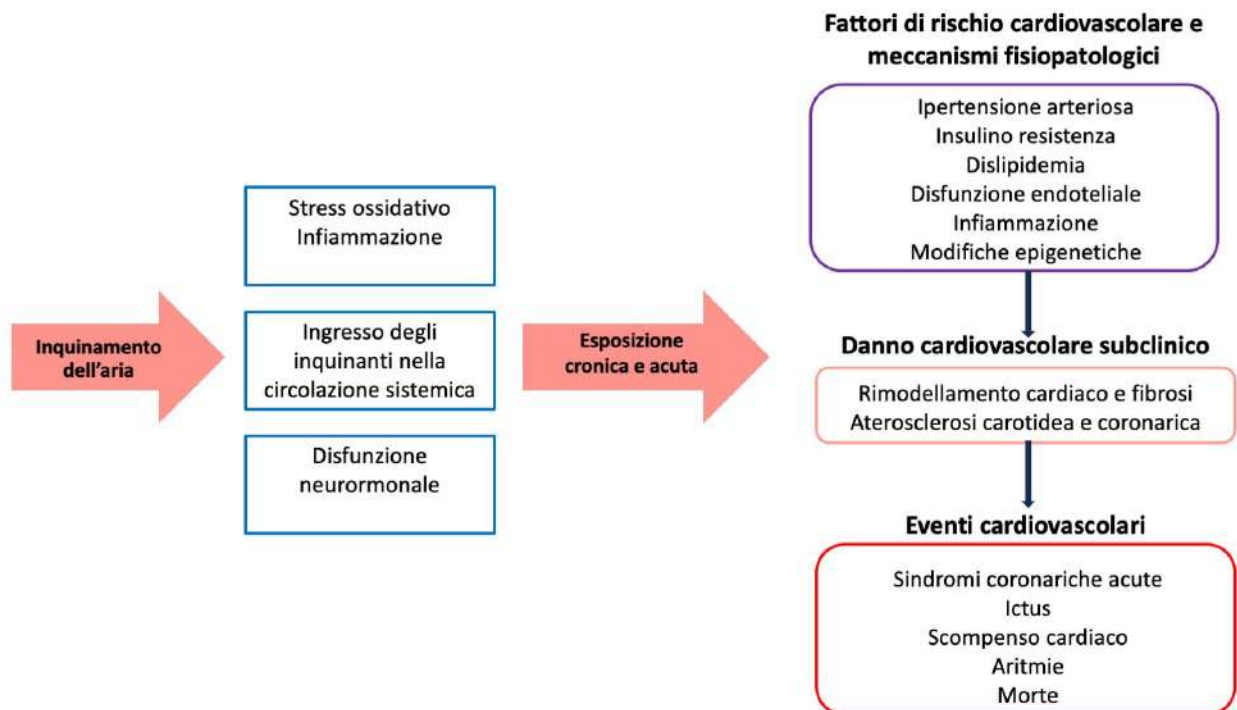 Inquinamento
dell'aria
Stress ossidativo
Infiammazione
Ingresso degli
inquinanti nella
circolazione sistemica
Disfunzione
neurormonale
Esposizione
cronica e acuta
Fattori di rischio cardiovascolare e
meccanismi fisiopatologici
Ipertensione arteriosa
Insulino resistenza
Dislipidemia
Disfunzione endoteliale
Infiammazione
Modifiche epigenetiche
Danno cardiovascolare subclinico
Rimodellamento cardiaco e fibrosi
Aterosclerosi carotidea e coronarica
Eventi cardiovascolari
Sindromi coronariche acute
Ictus
Scompenso cardiaco
Aritmie
Morte